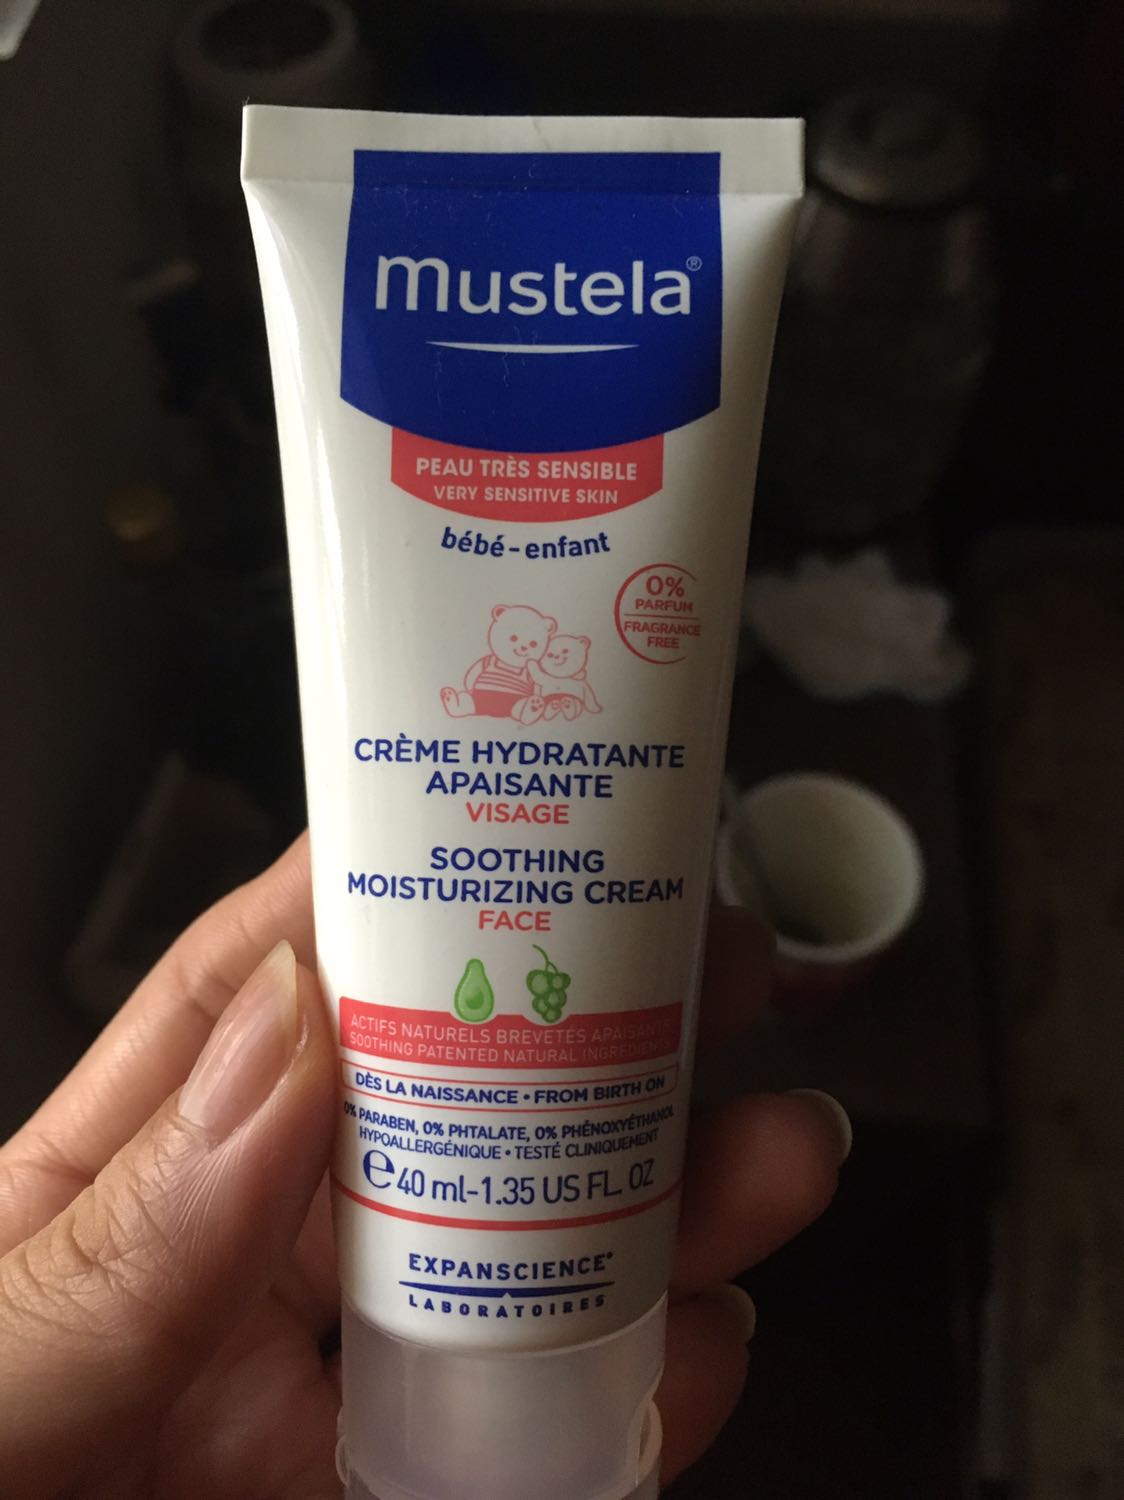 mustela®
PEAU TRÈS SENSIBLE
VERY SENSITIVE SKIN
bébé-enfant
0%
PARFUM
FRAGRANCE
FREE
CRÈME HYDRATANTE
APAISANTE
VISAGE
SOOTHING
MOISTURIZING CREAM
FACE
ACTIFS NATURELS BREVETÉS APAISANTS
SOOTHING PATENTED NATURAL INGREDIENTS
DÈS LA NAISSANCE • FROM BIRTH ON
0% PARABEN, 0% PHTALATE, 0% PHÉNOXYÉTHANOL
HYPOALLERGÉNIQUE • TESTÉ CLINIQUEMENT
℮ 40 ml-1.35 US FL. OZ
EXPANSCIENCE®
LABORATOIRES